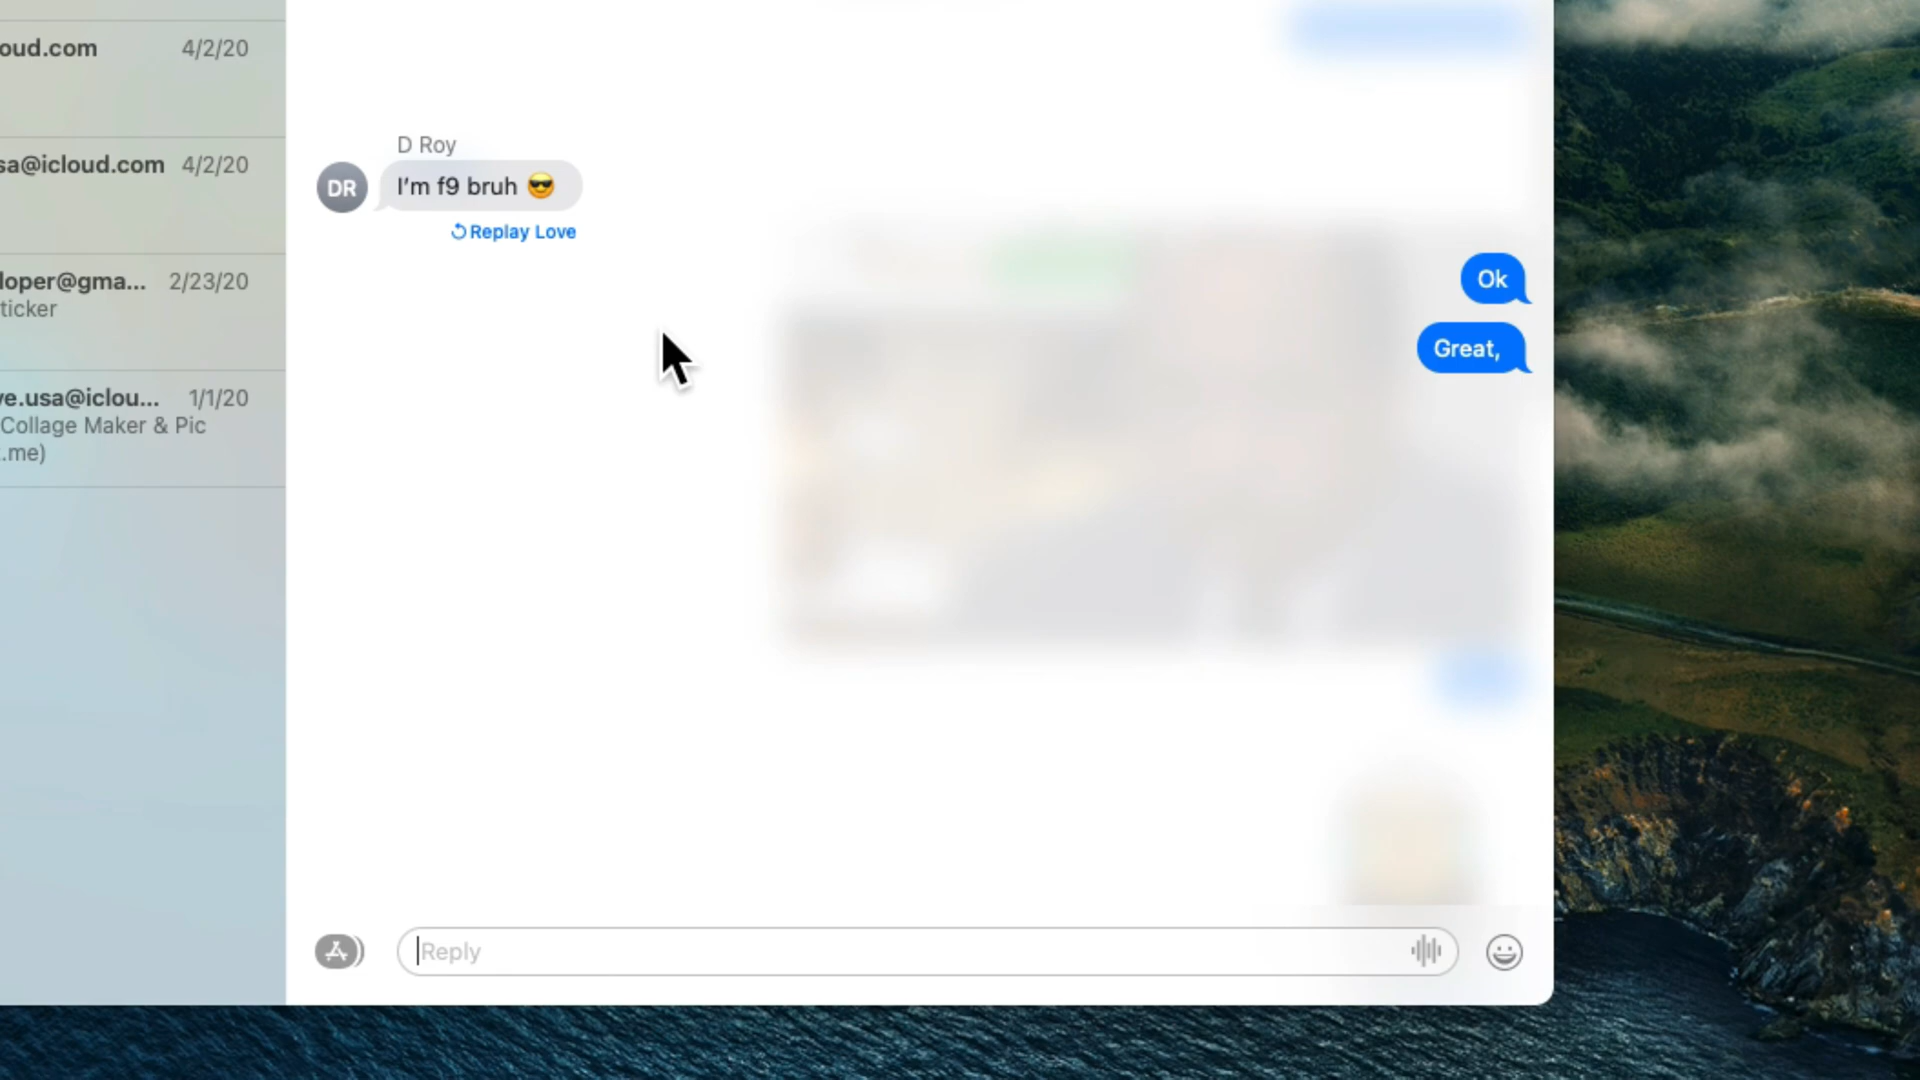 oud.com 4/2/20
sa@icloud.com 4/2/20
loper@gma... 2/23/20
ticker
ve.usa@iclou... 1/1/20
Collage Maker & Pic
.me)
D Roy
DR
I'm f9 bruh 😎
Replay Love
Ok
Great,
Reply